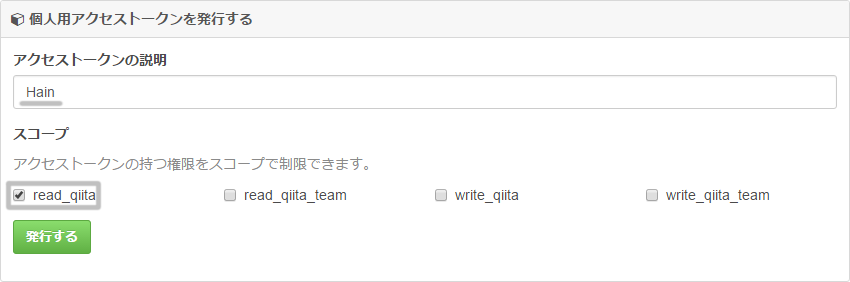 個人用アクセストークンを発行する
アクセストークンの説明
Hain
スコープ
アクセストークンの持つ権限をスコープで制限できます。
read_qiita read_qiita_team write_qiita write_qiita_team
発行する